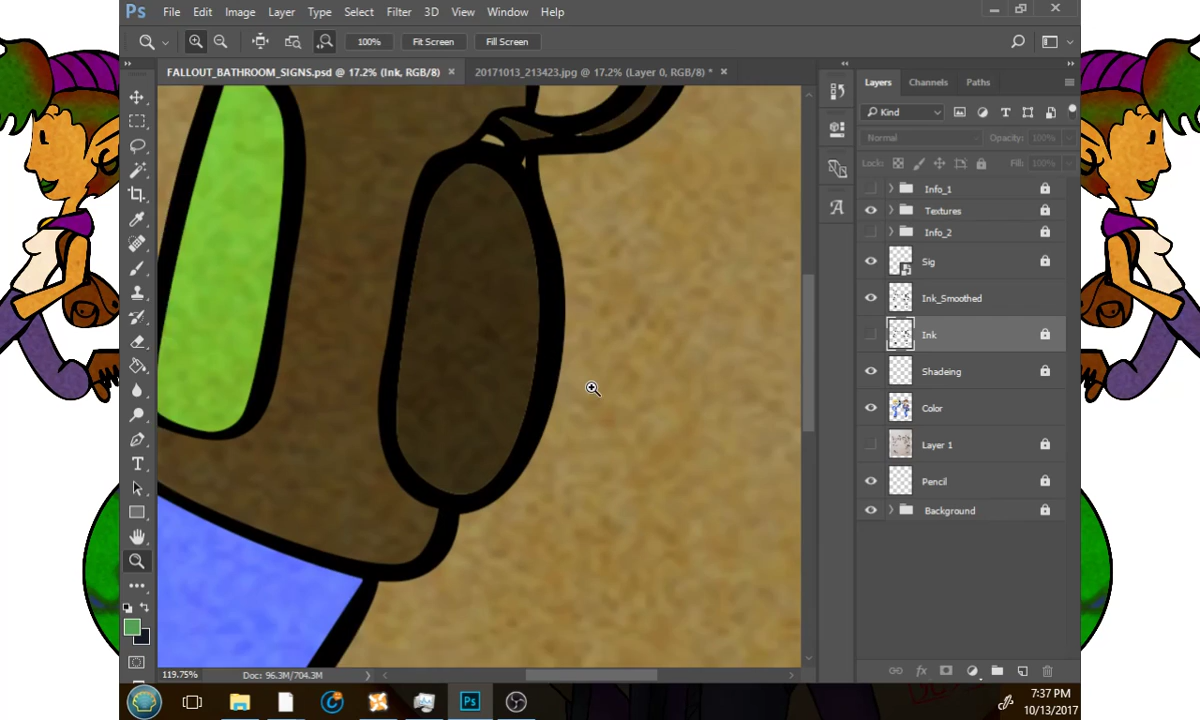 Ps File Edit Image Layer Type Select Filter 3D View Window Help
100% Fit Screen Fill Screen
FALLOUT_BATHROOM_SIGNS.psd @ 17.2% (Ink, RGB/8) × 20171013_213423.jpg @ 17.2% (Layer 0, RGB/8) * ×
Layers Channels Paths
Kind
Normal Opacity: 100%
Lock: Fill: 100%
Info_1
Textures
Info_2
Sig
Ink_Smoothed
Ink
Shadeing
Color
Layer 1
Pencil
Background
119.75% Doc: 96.3M/704.3M
fx
Ps
7:37 PM
10/13/2017